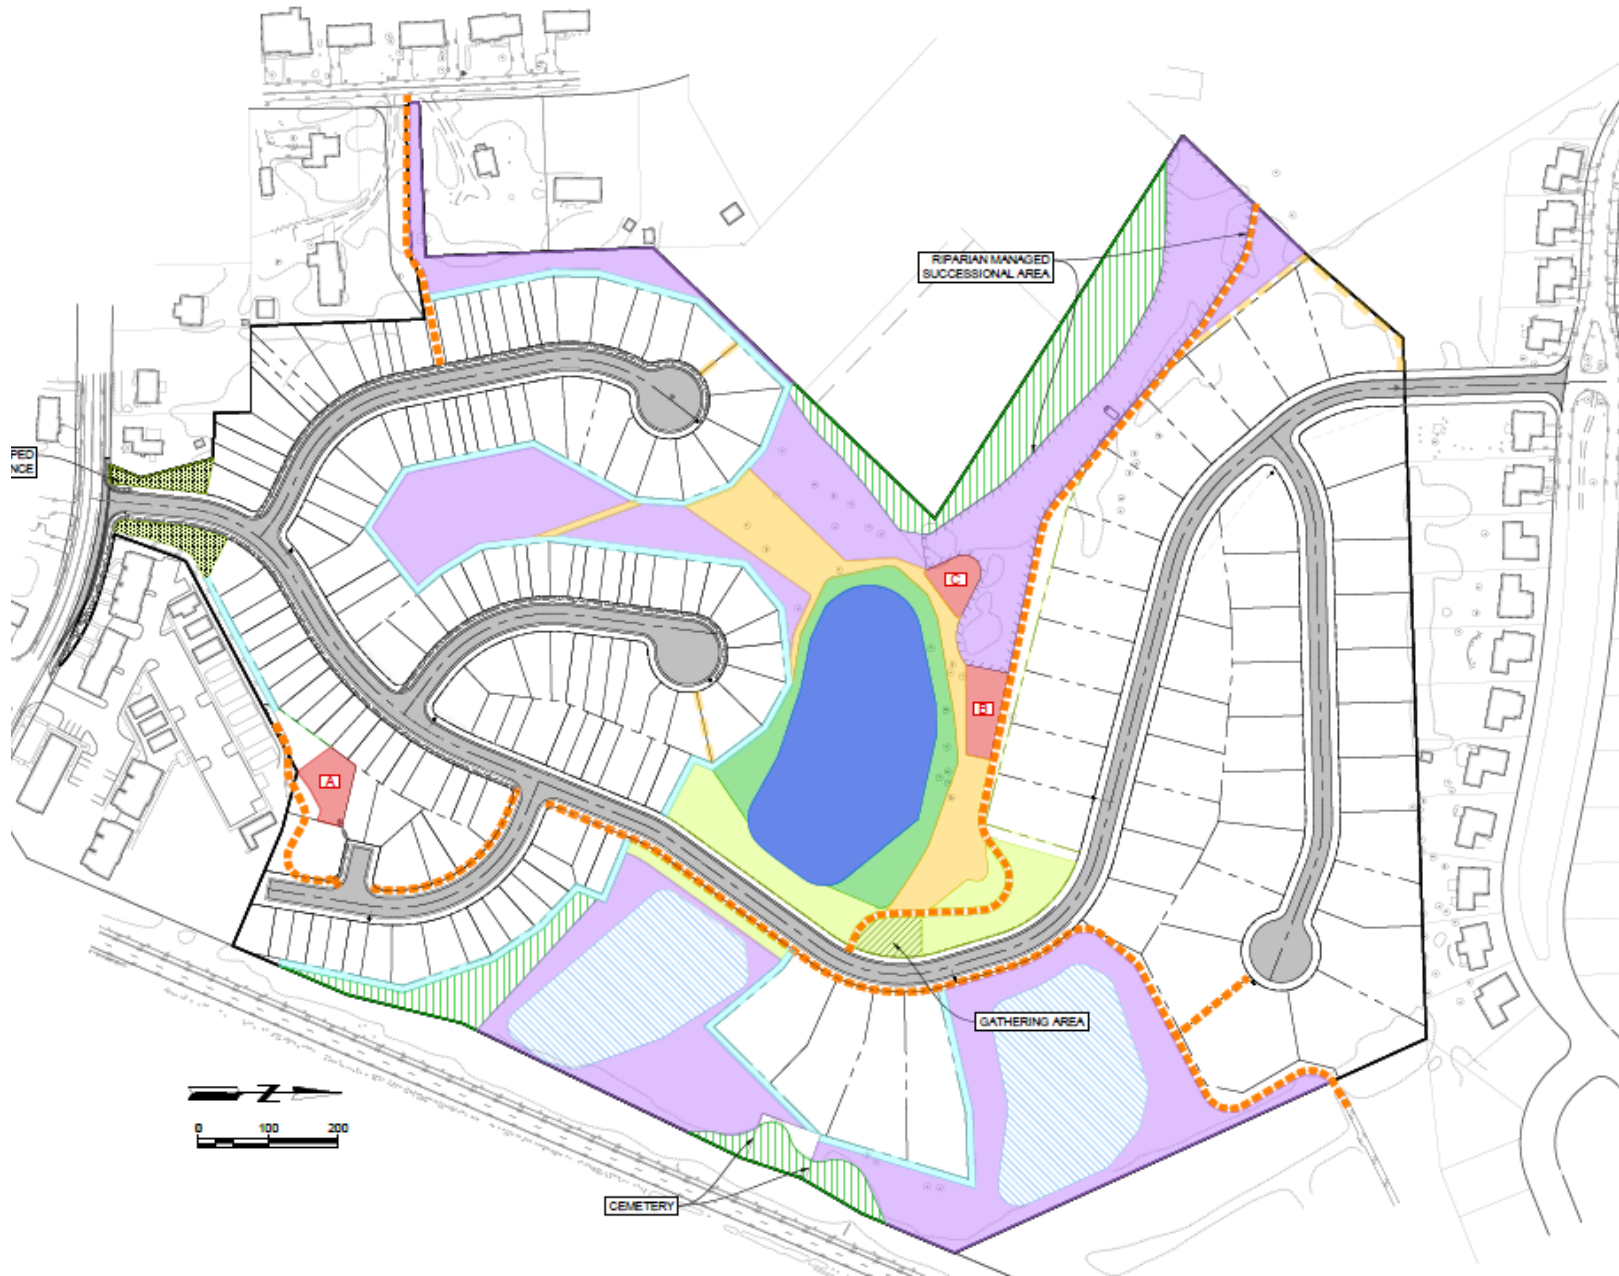 RIPARIAN MANAGED
SUCCESSIONAL AREA
PED
NCE
C
B
A
GATHERING AREA
Z
0 100 200
CEMETERY